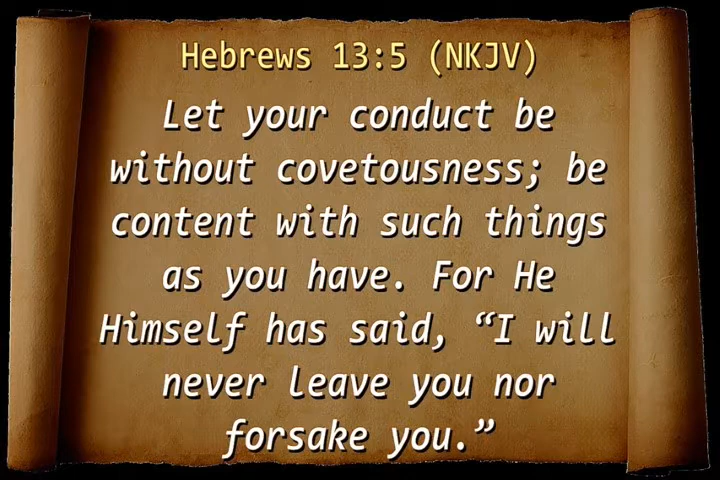 Hebrews 13:5 (NKJV)
Let your conduct be
without covetousness; be
content with such things
as you have. For He
Himself has said, “I will
never leave you nor
forsake you.”